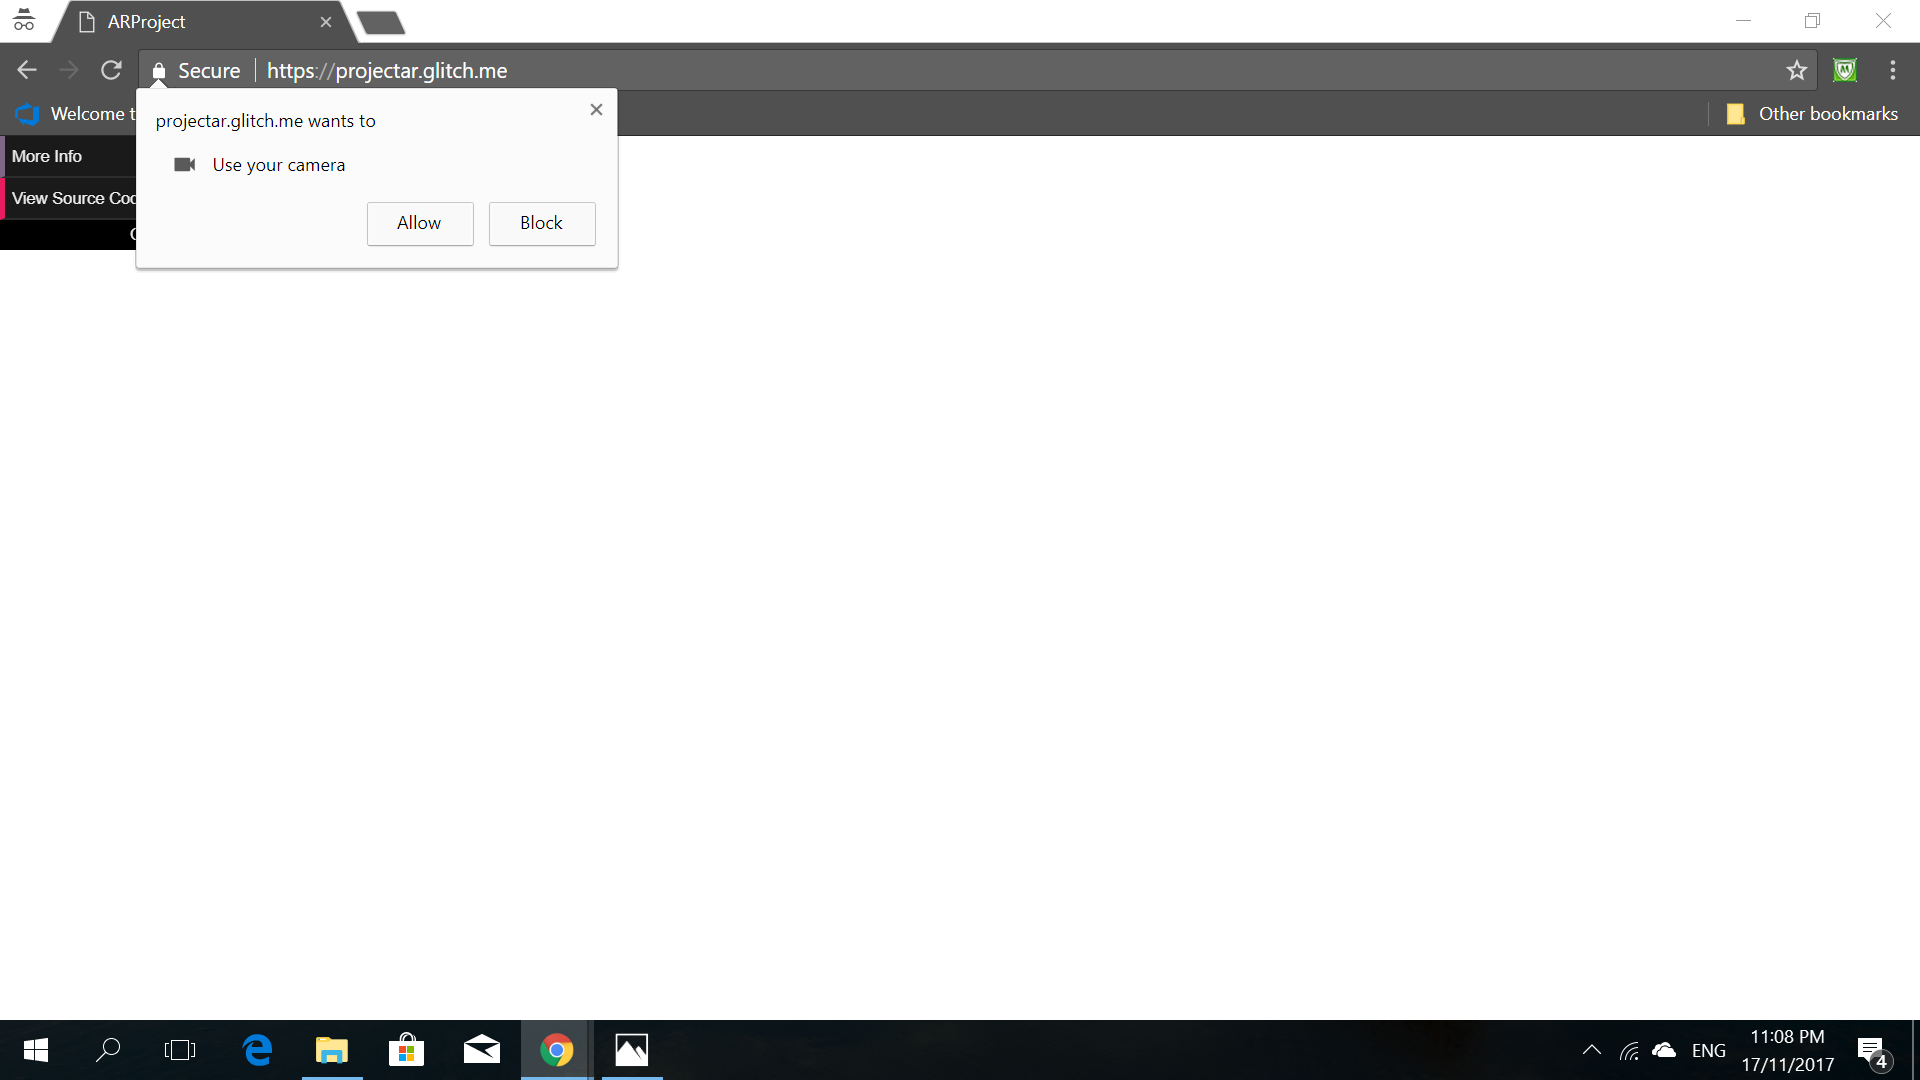 ARProject
Secure
https://projectar.glitch.me
Welcome t
Other bookmarks
projectar.glitch.me wants to
Use your camera
Allow
Block
More Info
View Source Coc
ENG
11:08 PM
17/11/2017
4